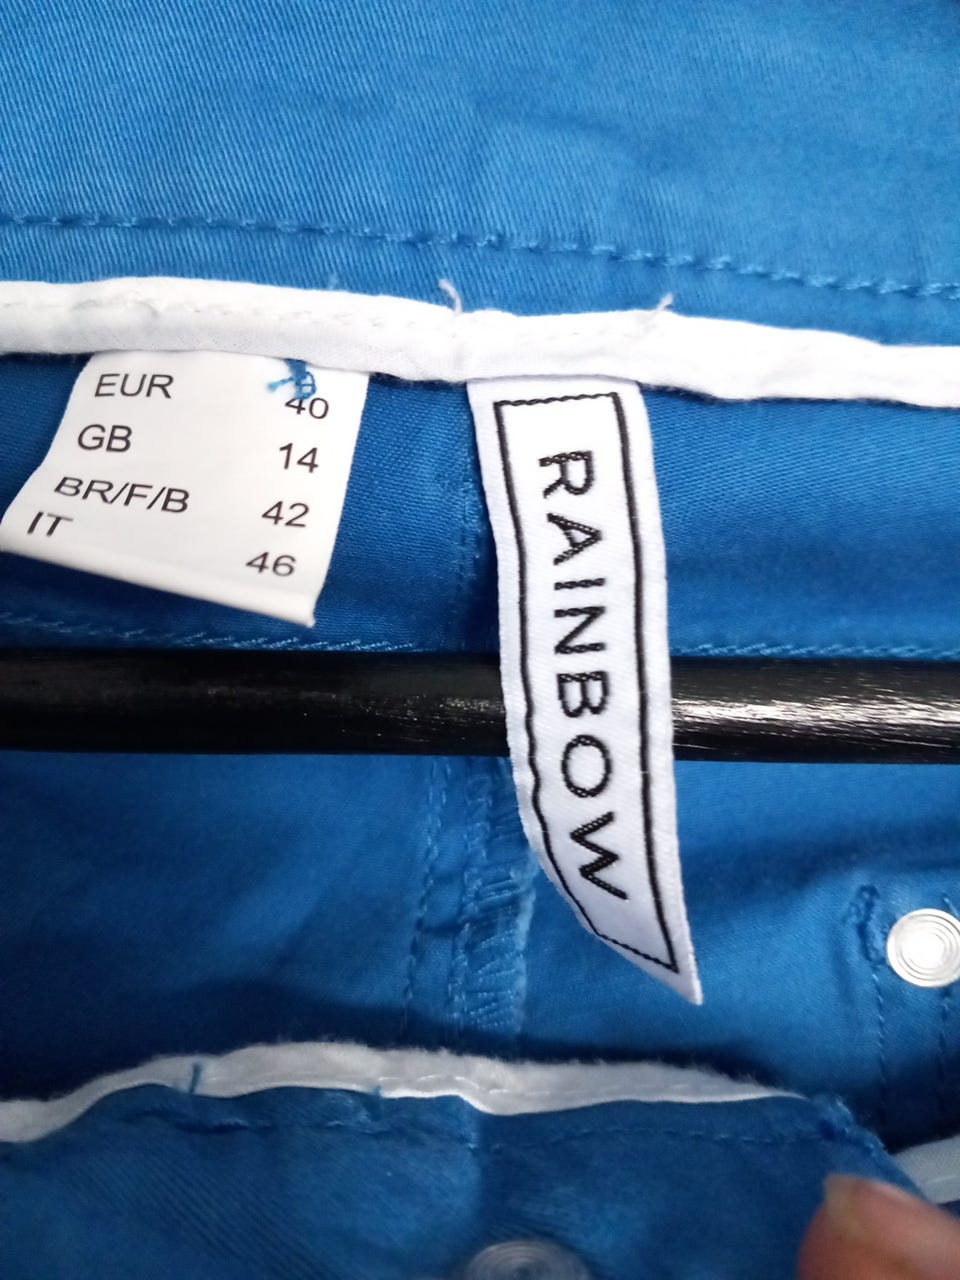 EUR 40
GB 14
BR/F/B 42
IT 46
RAINBOW